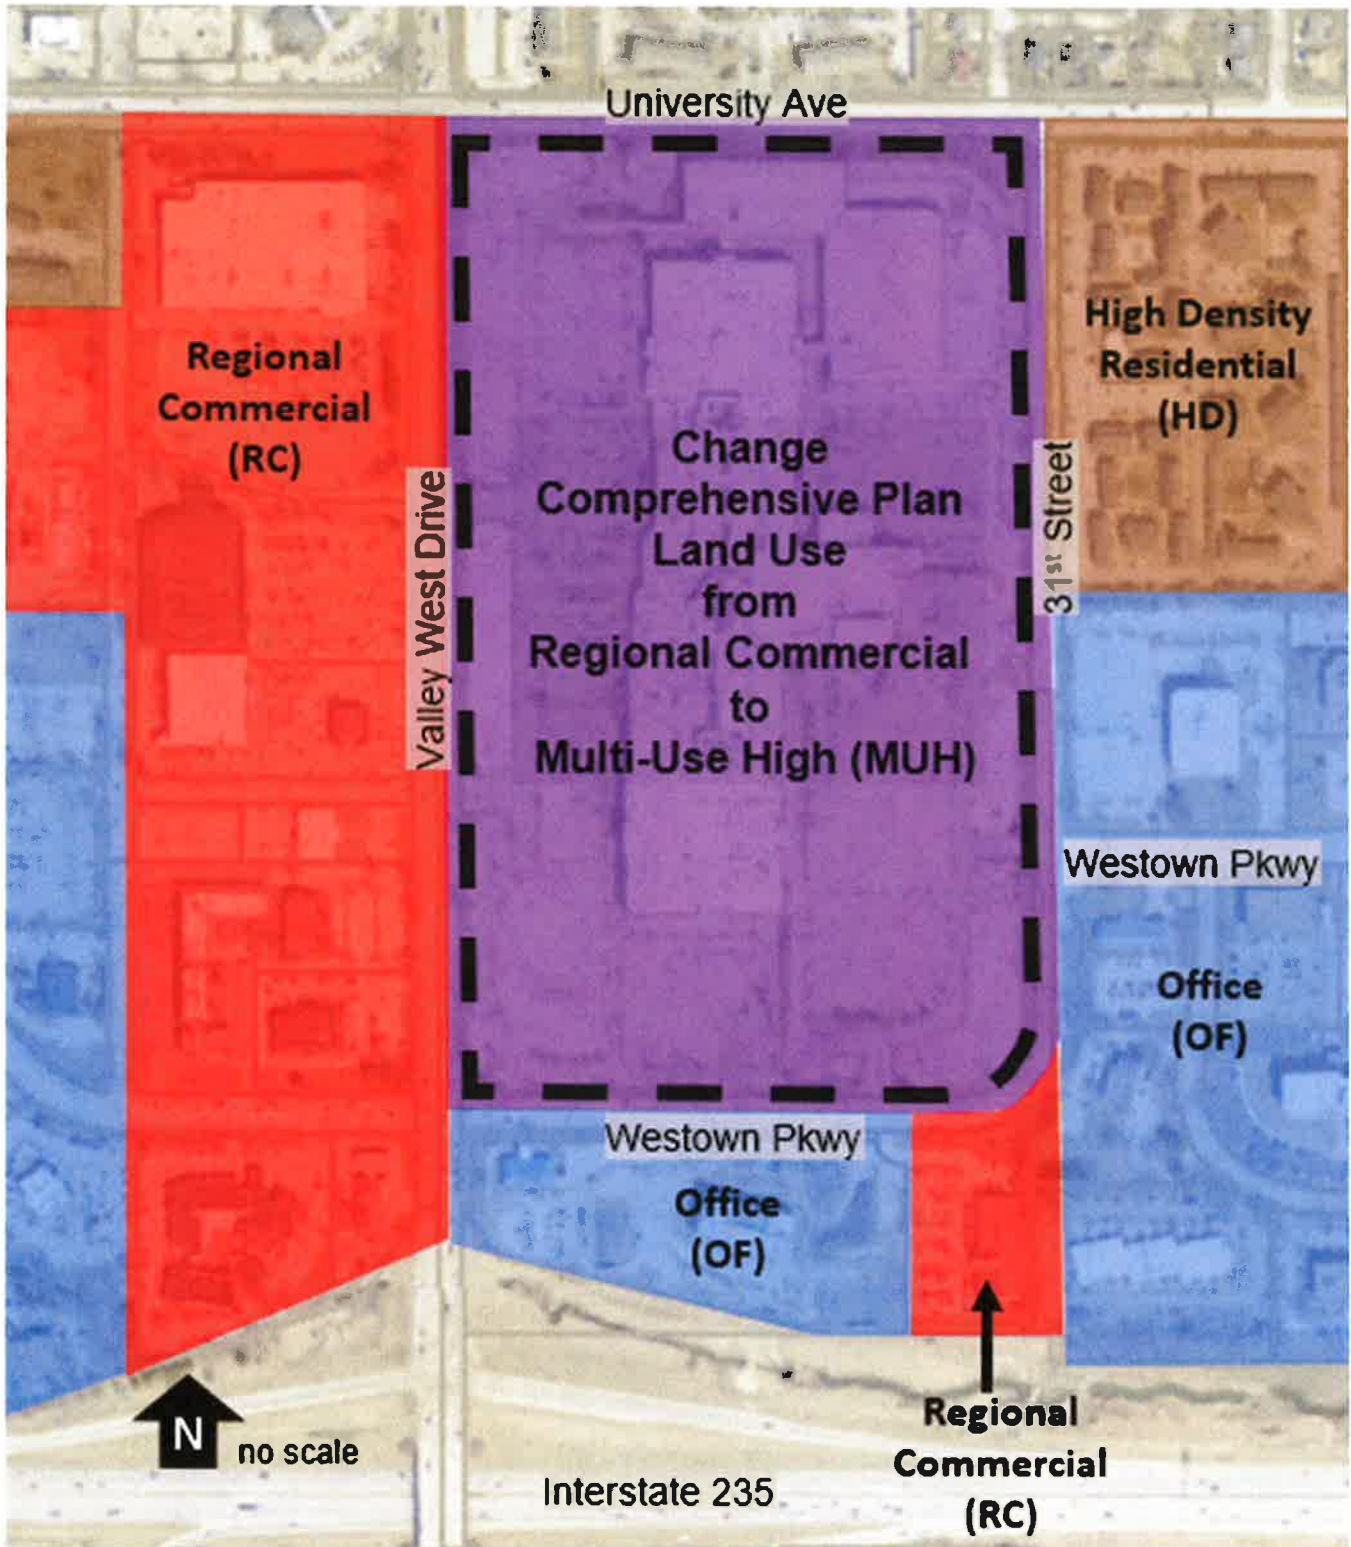 University Ave
Regional
Commercial
(RC)
Valley West Drive
Change
Comprehensive Plan
Land Use
from
Regional Commercial
to
Multi-Use High (MUH)
31st Street
High Density
Residential
(HD)
Westown Pkwy
Office
(OF)
Westown Pkwy
Office
(OF)
Regional
Commercial
(RC)
N
no scale
Interstate 235